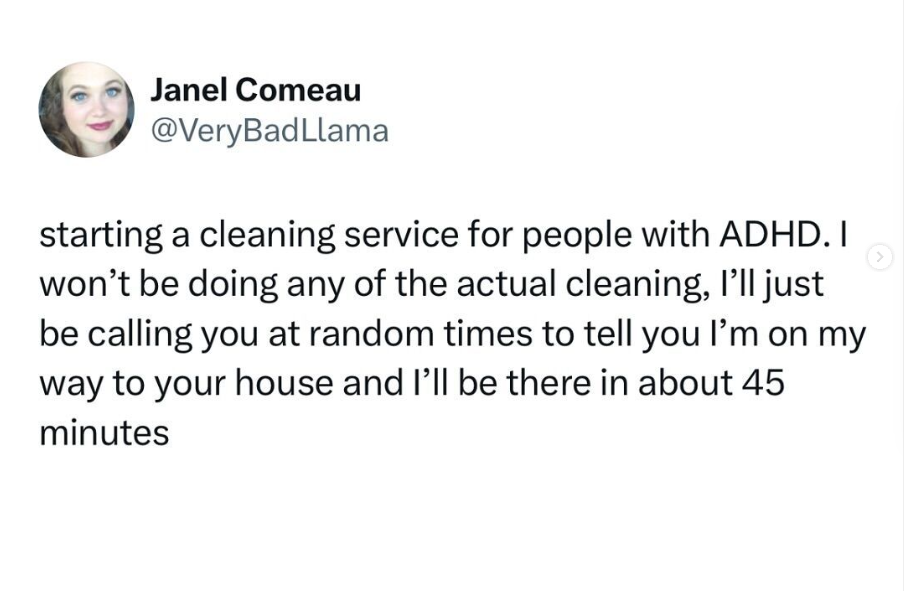 Janel Comeau
@VeryBadLlama
starting a cleaning service for people with ADHD. I
won’t be doing any of the actual cleaning, I’ll just
be calling you at random times to tell you I’m on my
way to your house and I’ll be there in about 45
minutes